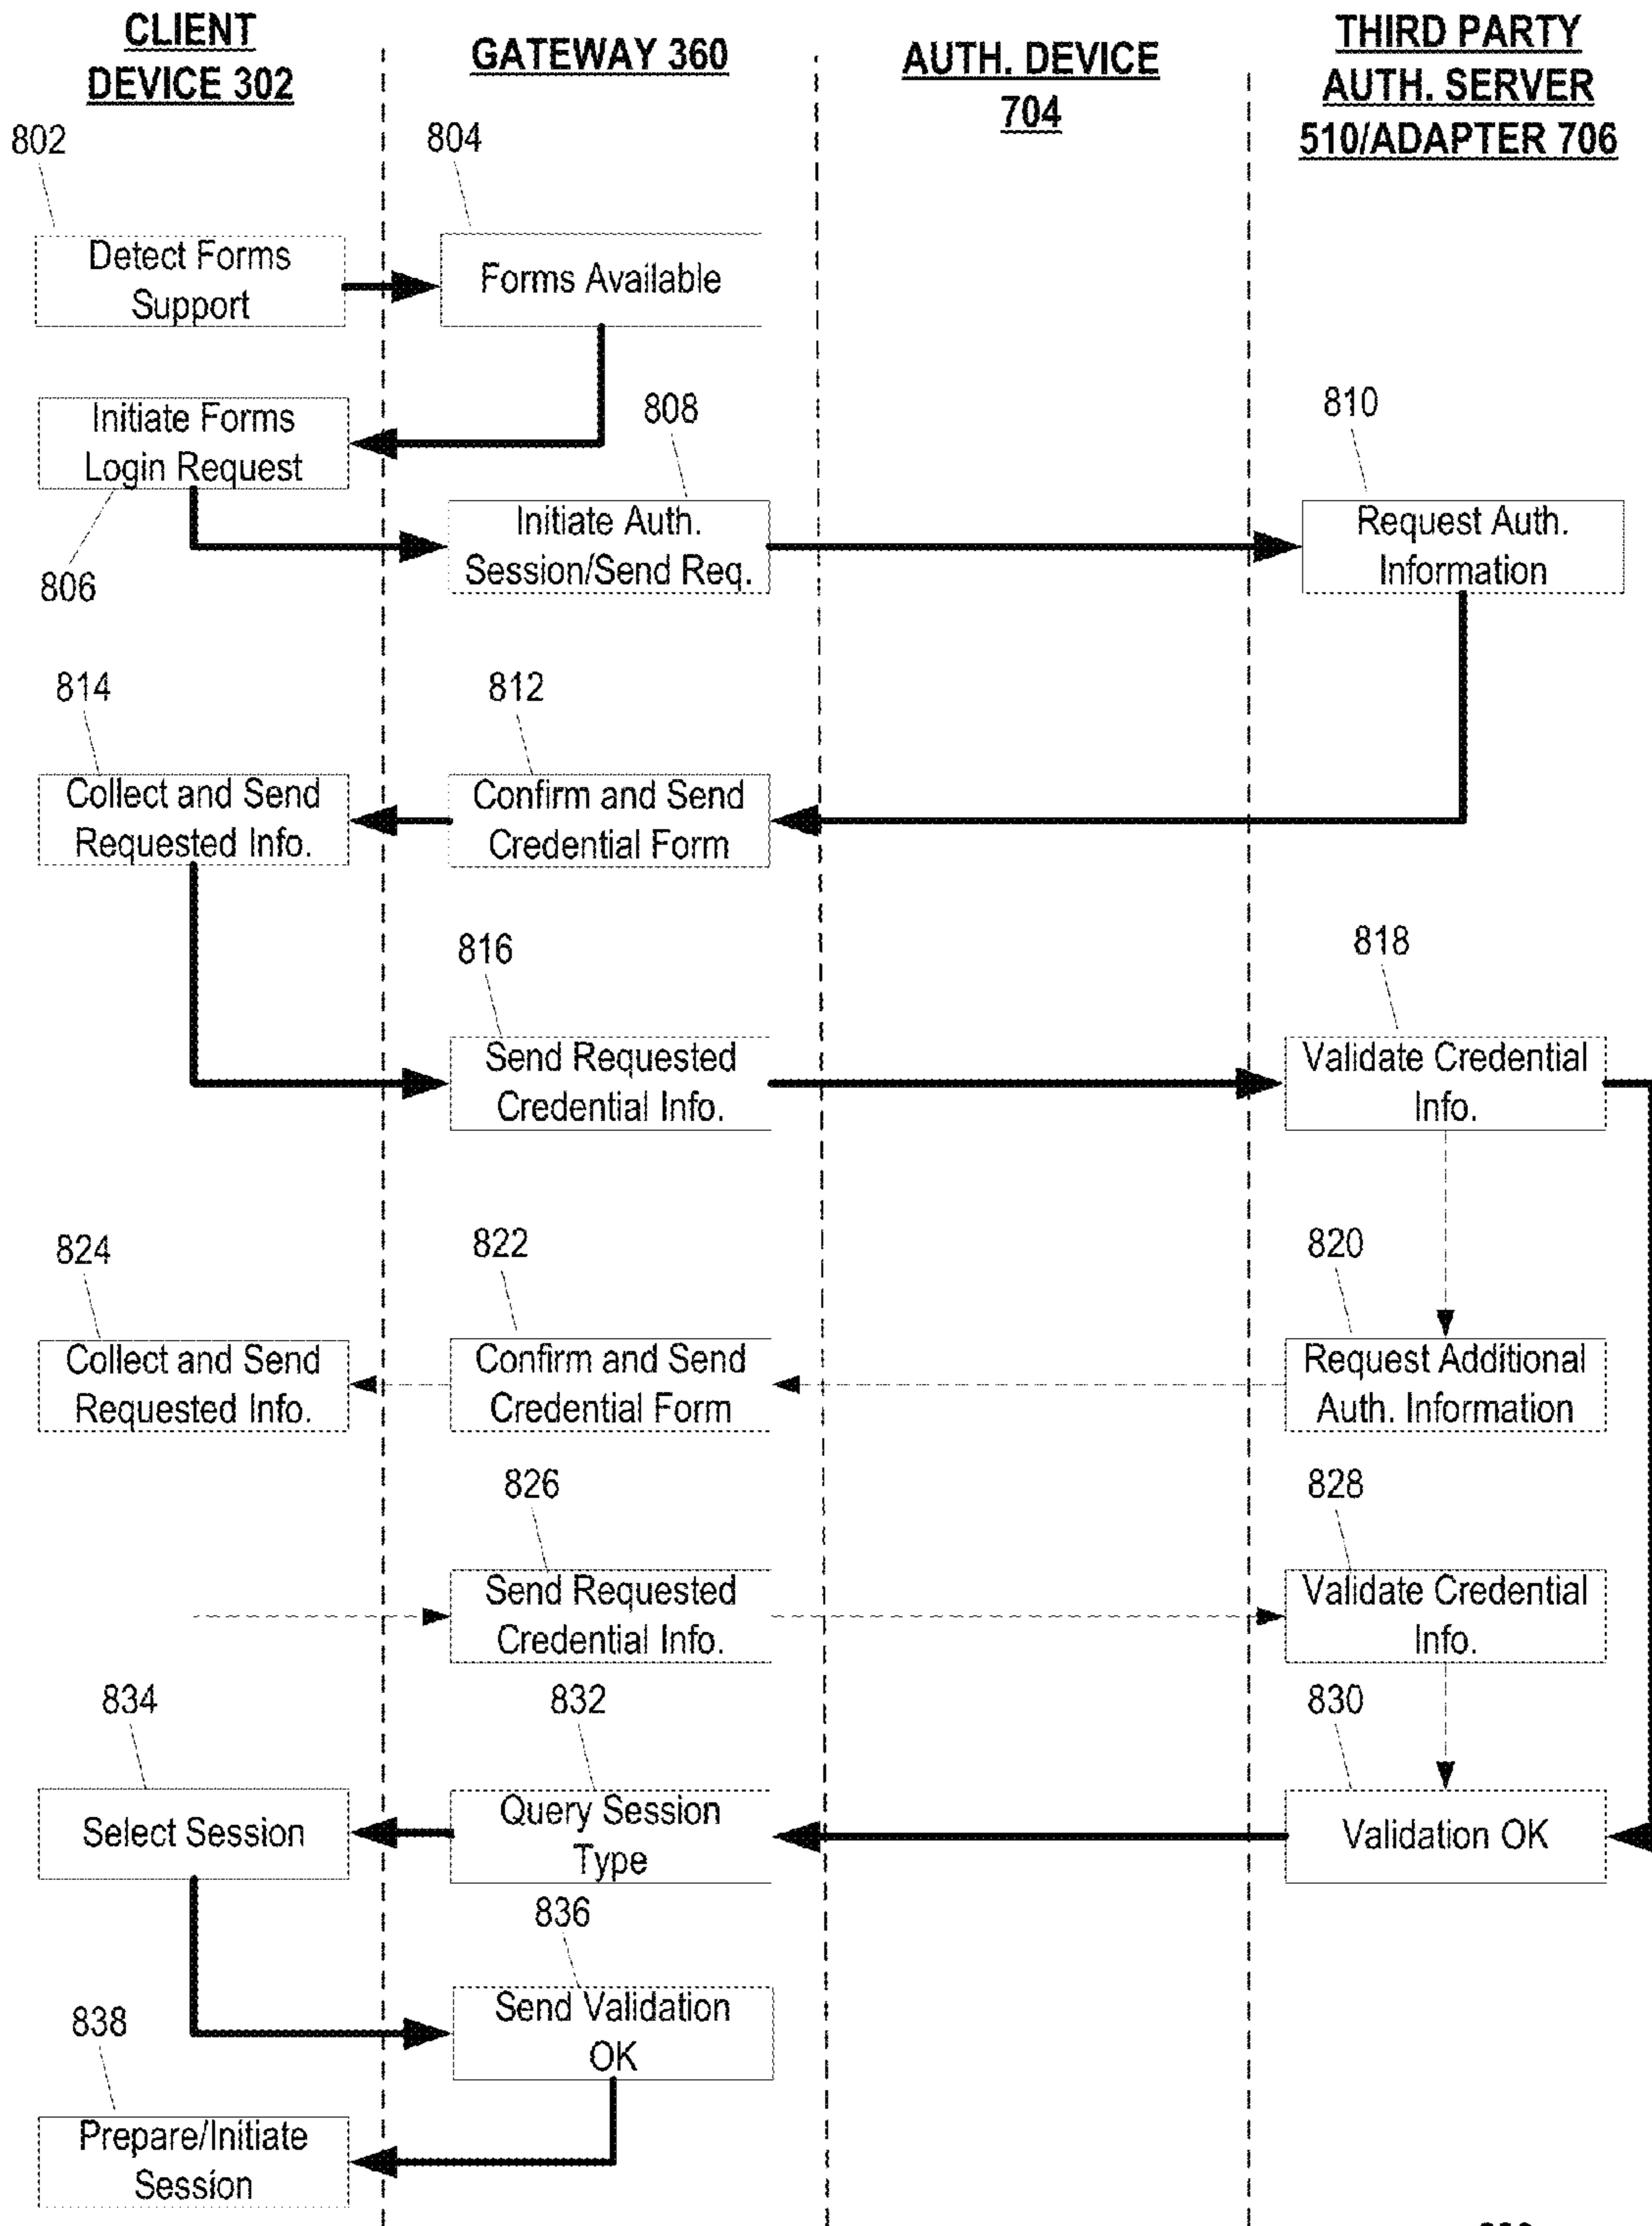 CLIENT
DEVICE 302
GATEWAY 360
AUTH. DEVICE
704
THIRD PARTY
AUTH. SERVER
510/ADAPTER 706
802
804
Detect Forms
Support
Forms Available
Initiate Forms
Login Request
806
808
810
Initiate Auth.
Session/Send Req.
Request Auth.
Information
814
812
Collect and Send
Requested Info.
Confirm and Send
Credential Form
816
818
Send Requested
Credential Info.
Validate Credential
Info.
824
822
820
Collect and Send
Requested Info.
Confirm and Send
Credential Form
Request Additional
Auth. Information
826
828
Send Requested
Credential Info.
Validate Credential
Info.
834
832
830
Select Session
Query Session
Type
Validation OK
836
Send Validation
OK
838
Prepare/Initiate
Session